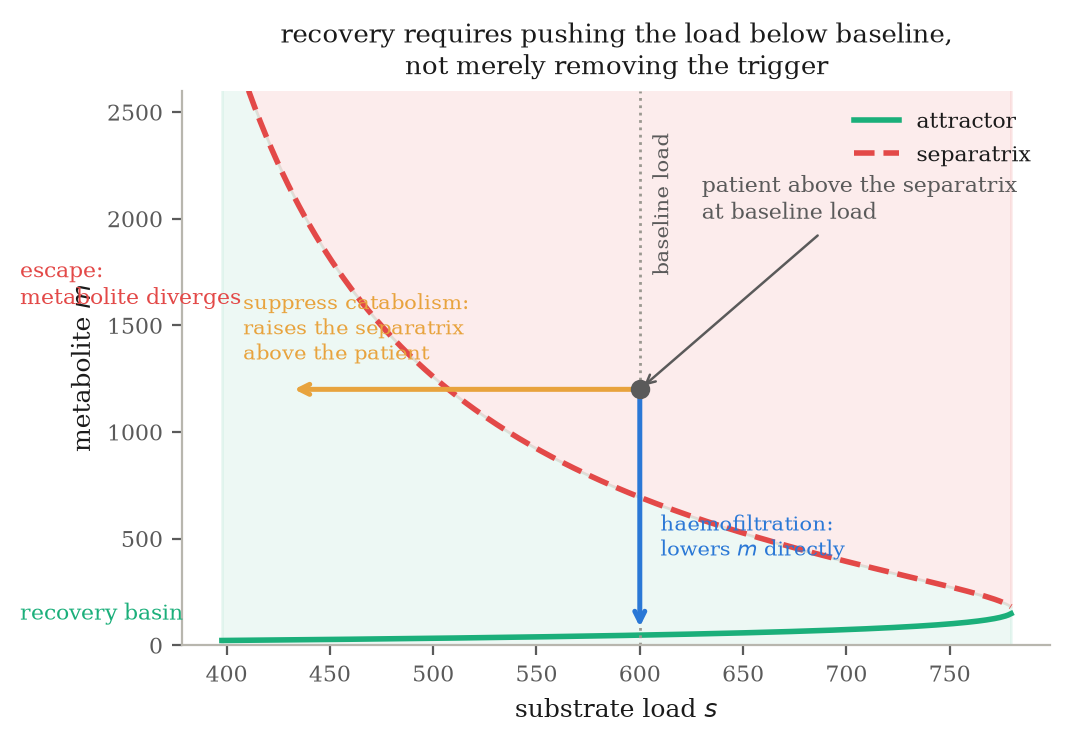 recovery requires pushing the load below baseline,
not merely removing the trigger
attractor
separatrix
patient above the separatrix
at baseline load
baseline load
escape:
metabolite diverges
suppress catabolism:
raises the separatrix
above the patient
haemofiltration:
lowers m directly
recovery basin
metabolite m
2500
2000
1500
1000
500
0
400 450 500 550 600 650 700 750
substrate load s